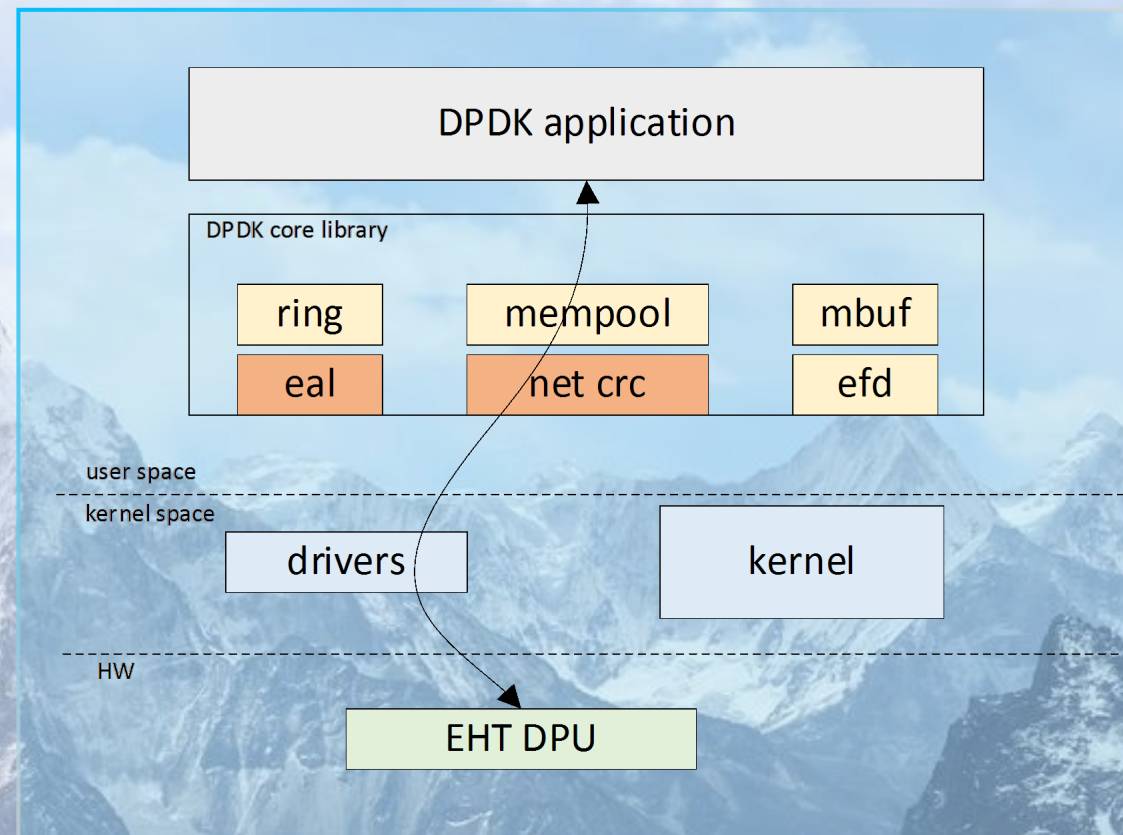 DPDK application
DPDK core library
ring
mempool
mbuf
eal
net crc
efd
user space
kernel space
drivers
kernel
HW
EHT DPU